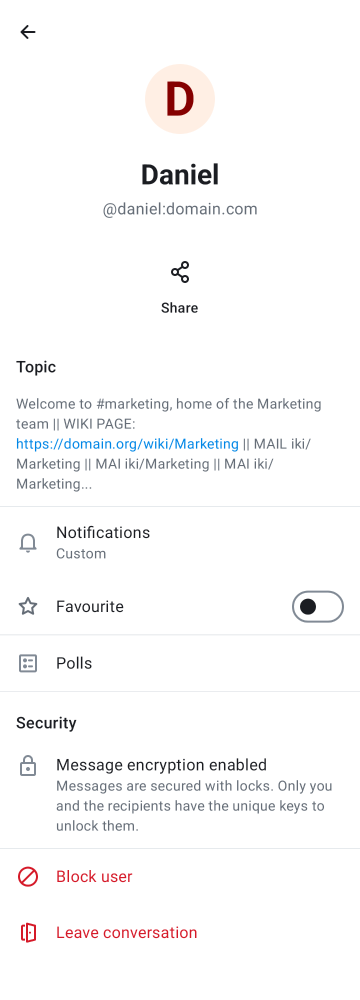 D
Daniel
@daniel:domain.com
Share
Topic
Welcome to #marketing, home of the Marketing
team || WIKI PAGE:
https://domain.org/wiki/Marketing || MAIL iki/
Marketing || MAI iki/Marketing || MAI iki/
Marketing...
Notifications
Custom
Favourite
Polls
Security
Message encryption enabled
Messages are secured with locks. Only you
and the recipients have the unique keys to
unlock them.
Block user
Leave conversation